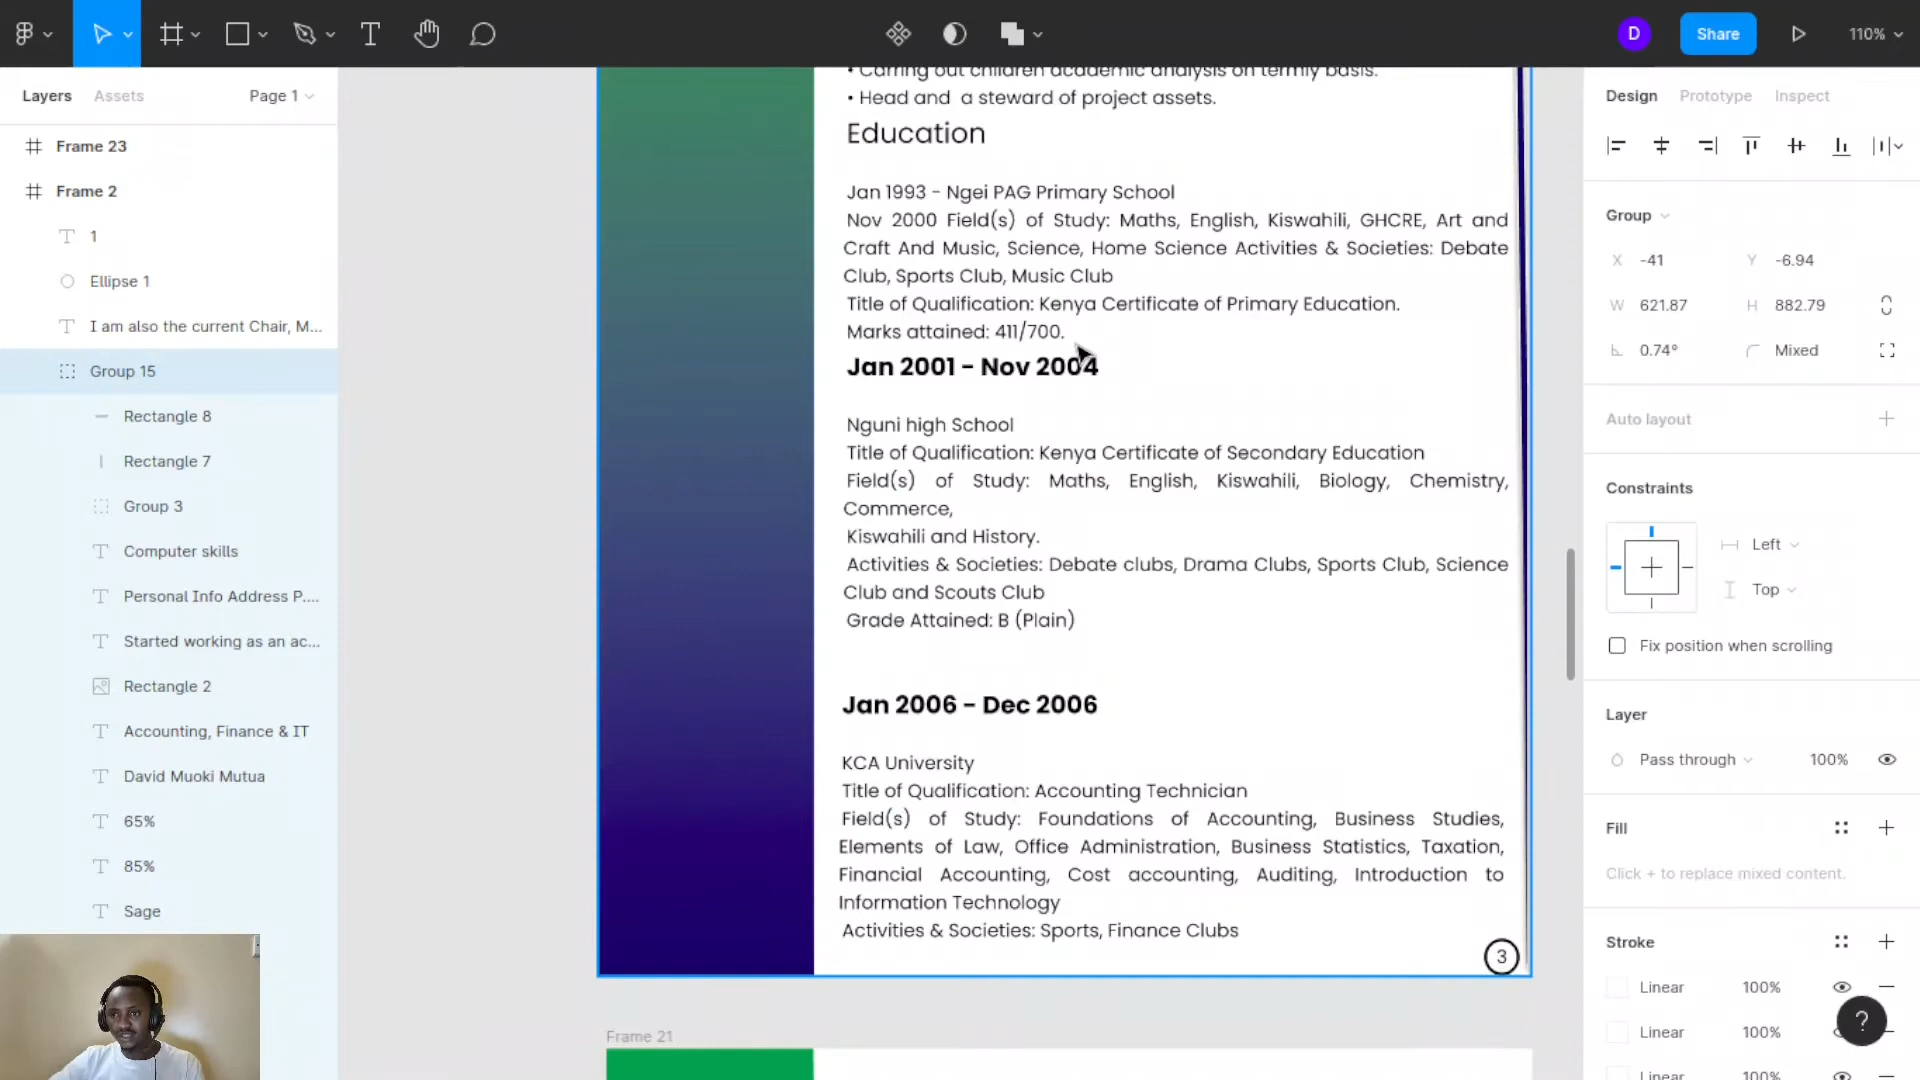 D
Share
110%
Layers
Assets
Page 1
Design
Prototype
Inspect
Frame 23
Frame 2
1
Ellipse 1
I am also the current Chair, M...
Group 15
Rectangle 8
Rectangle 7
Group 3
Computer skills
Personal Info Address P....
Started working as an ac...
Rectangle 2
Accounting, Finance & IT
David Muoki Mutua
65%
85%
Sage
• Carring out children academic analysis on termly basis.
• Head and a steward of project assets.
Education
Jan 1993 - Ngei PAG Primary School
Nov 2000 Field(s) of Study: Maths, English, Kiswahili, GHCRE, Art and
Craft And Music, Science, Home Science Activities & Societies: Debate
Club, Sports Club, Music Club
Title of Qualification: Kenya Certificate of Primary Education.
Marks attained: 411/700.
Jan 2001 - Nov 2004
Nguni high School
Title of Qualification: Kenya Certificate of Secondary Education
Field(s) of Study: Maths, English, Kiswahili, Biology, Chemistry,
Commerce,
Kiswahili and History.
Activities & Societies: Debate clubs, Drama Clubs, Sports Club, Science
Club and Scouts Club
Grade Attained: B (Plain)
Jan 2006 - Dec 2006
KCA University
Title of Qualification: Accounting Technician
Field(s) of Study: Foundations of Accounting, Business Studies,
Elements of Law, Office Administration, Business Statistics, Taxation,
Financial Accounting, Cost accounting, Auditing, Introduction to
Information Technology
Activities & Societies: Sports, Finance Clubs
3
Frame 21
Group
X -41 Y -6.94
W 621.87 H 882.79
0.74° Mixed
Auto layout
Constraints
Left
Top
Fix position when scrolling
Layer
Pass through 100%
Fill
Click + to replace mixed content.
Stroke
Linear 100%
Linear 100%
Linear 100%
?